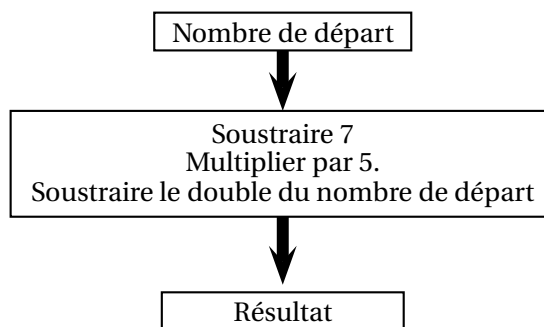 Nombre de départ
Soustraire 7
Multiplier par 5.
Soustraire le double du nombre de départ
Résultat